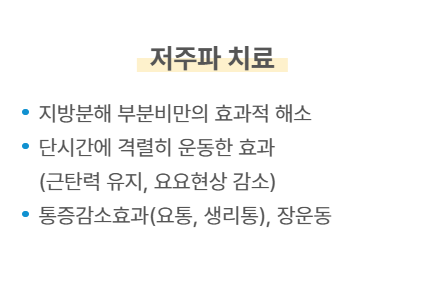 저주파 치료
지방분해 부분비만의 효과적 해소
단시간에 격렬히 운동한 효과
(근탄력 유지, 요요현상 감소)
통증감소효과(요통, 생리통), 장운동